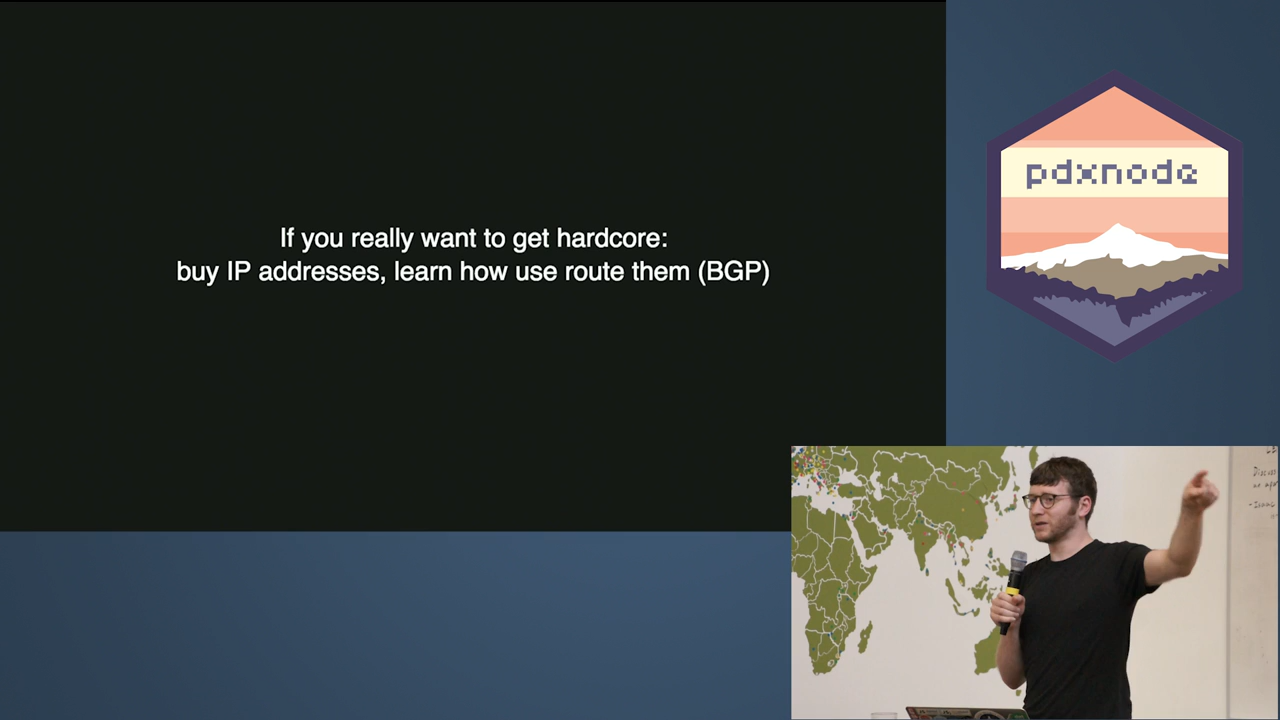 If you really want to get hardcore:
buy IP addresses, learn how use route them (BGP)
pdxnode